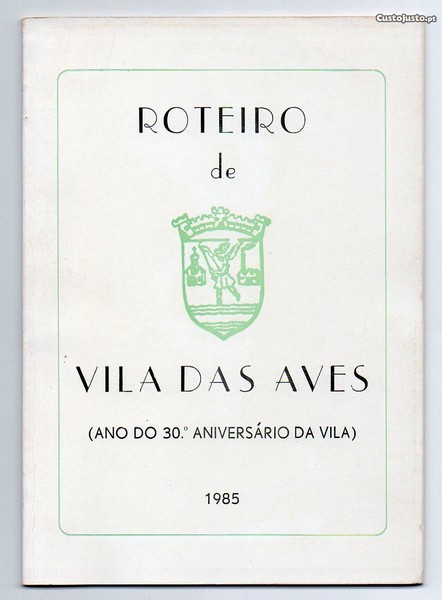 CustoJusto.pt
ROTEIRO
de
VILA DAS AVES
(ANO DO 30.º ANIVERSÁRIO DA VILA)
1985